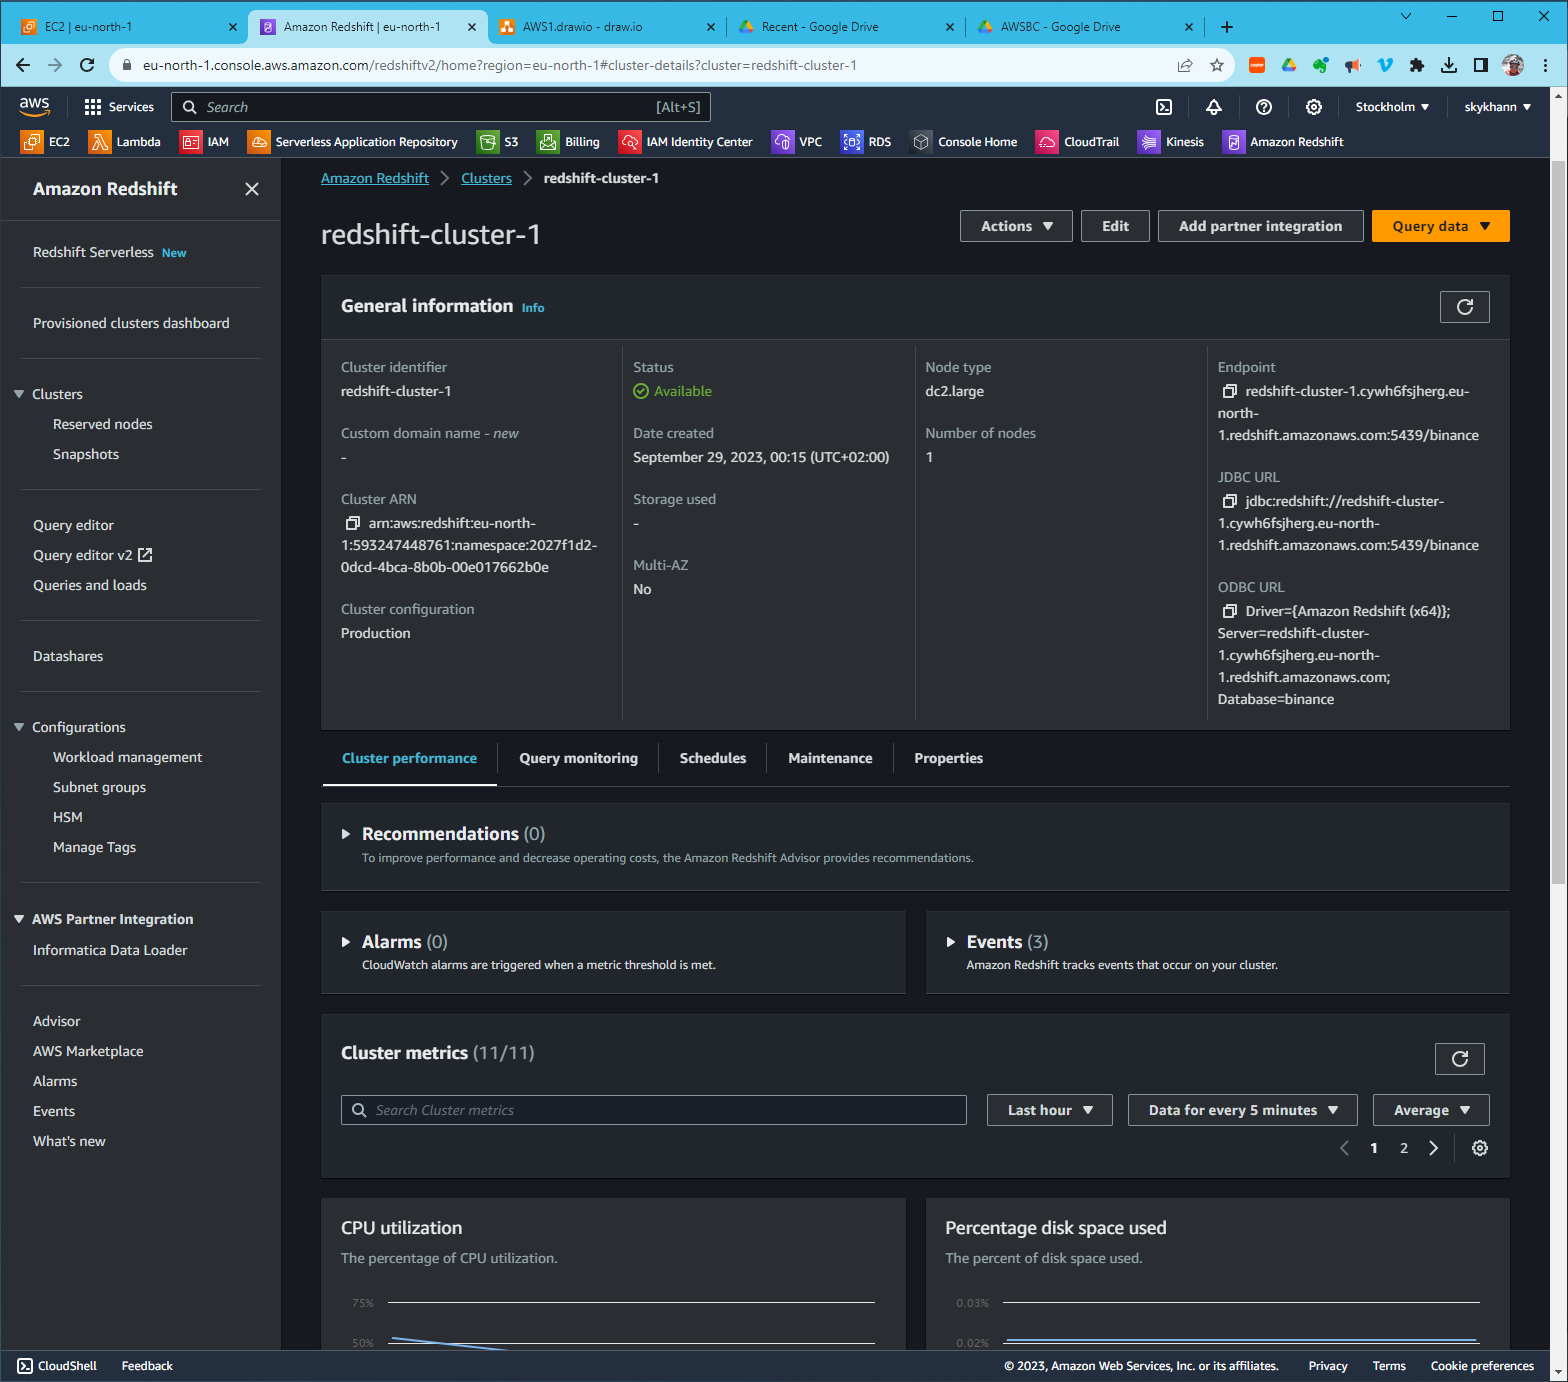 EC2 | eu-north-1
Amazon Redshift | eu-north-1
AWS1.drawio - draw.io
Recent - Google Drive
AWSBC - Google Drive
eu-north-1.console.aws.amazon.com/redshiftv2/home?region=eu-north-1#cluster-details?cluster=redshift-cluster-1
aws
Services
Search
[Alt+S]
Stockholm
skykhann
EC2
Lambda
IAM
Serverless Application Repository
S3
Billing
IAM Identity Center
VPC
RDS
Console Home
CloudTrail
Kinesis
Amazon Redshift
Amazon Redshift
Redshift Serverless New
Provisioned clusters dashboard
Clusters
Reserved nodes
Snapshots
Query editor
Query editor v2
Queries and loads
Datashares
Configurations
Workload management
Subnet groups
HSM
Manage Tags
AWS Partner Integration
Informatica Data Loader
Advisor
AWS Marketplace
Alarms
Events
What's new
Amazon Redshift
Clusters
redshift-cluster-1
redshift-cluster-1
Actions
Edit
Add partner integration
Query data
General information Info
Cluster identifier
redshift-cluster-1
Custom domain name - new
-
Cluster ARN
arn:aws:redshift:eu-north-
1:593247448761:namespace:2027f1d2-
0dcd-4bca-8b0b-00e017662b0e
Cluster configuration
Production
Status
Available
Date created
September 29, 2023, 00:15 (UTC+02:00)
Storage used
-
Multi-AZ
No
Node type
dc2.large
Number of nodes
1
Endpoint
redshift-cluster-1.cywh6fsjherg.eu-
north-
1.redshift.amazonaws.com:5439/binance
JDBC URL
jdbc:redshift://redshift-cluster-
1.cywh6fsjherg.eu-north-
1.redshift.amazonaws.com:5439/binance
ODBC URL
Driver={Amazon Redshift (x64)};
Server=redshift-cluster-
1.cywh6fsjherg.eu-north-
1.redshift.amazonaws.com;
Database=binance
Cluster performance
Query monitoring
Schedules
Maintenance
Properties
Recommendations (0)
To improve performance and decrease operating costs, the Amazon Redshift Advisor provides recommendations.
Alarms (0)
CloudWatch alarms are triggered when a metric threshold is met.
Events (3)
Amazon Redshift tracks events that occur on your cluster.
Cluster metrics (11/11)
Search Cluster metrics
Last hour
Data for every 5 minutes
Average
1
2
CPU utilization
The percentage of CPU utilization.
75%
50%
Percentage disk space used
The percent of disk space used.
0.03%
0.02%
CloudShell
Feedback
© 2023, Amazon Web Services, Inc. or its affiliates.
Privacy
Terms
Cookie preferences